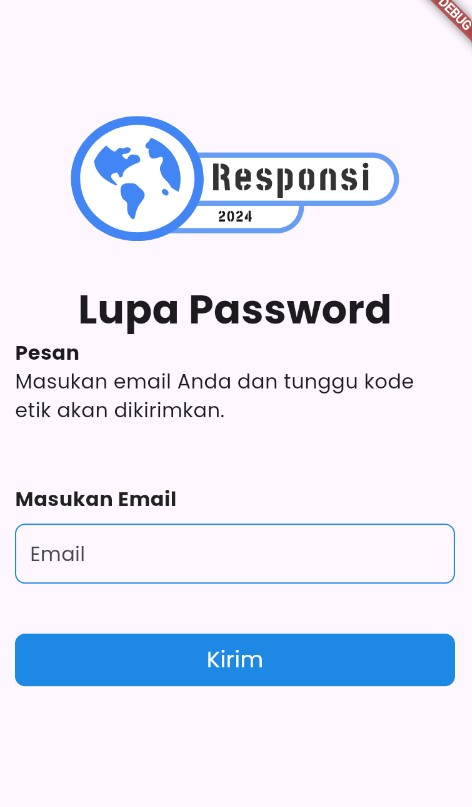 DEBUG
Responsi
2024
Lupa Password
Pesan
Masukan email Anda dan tunggu kode
etik akan dikirimkan.
Masukan Email
Email
Kirim